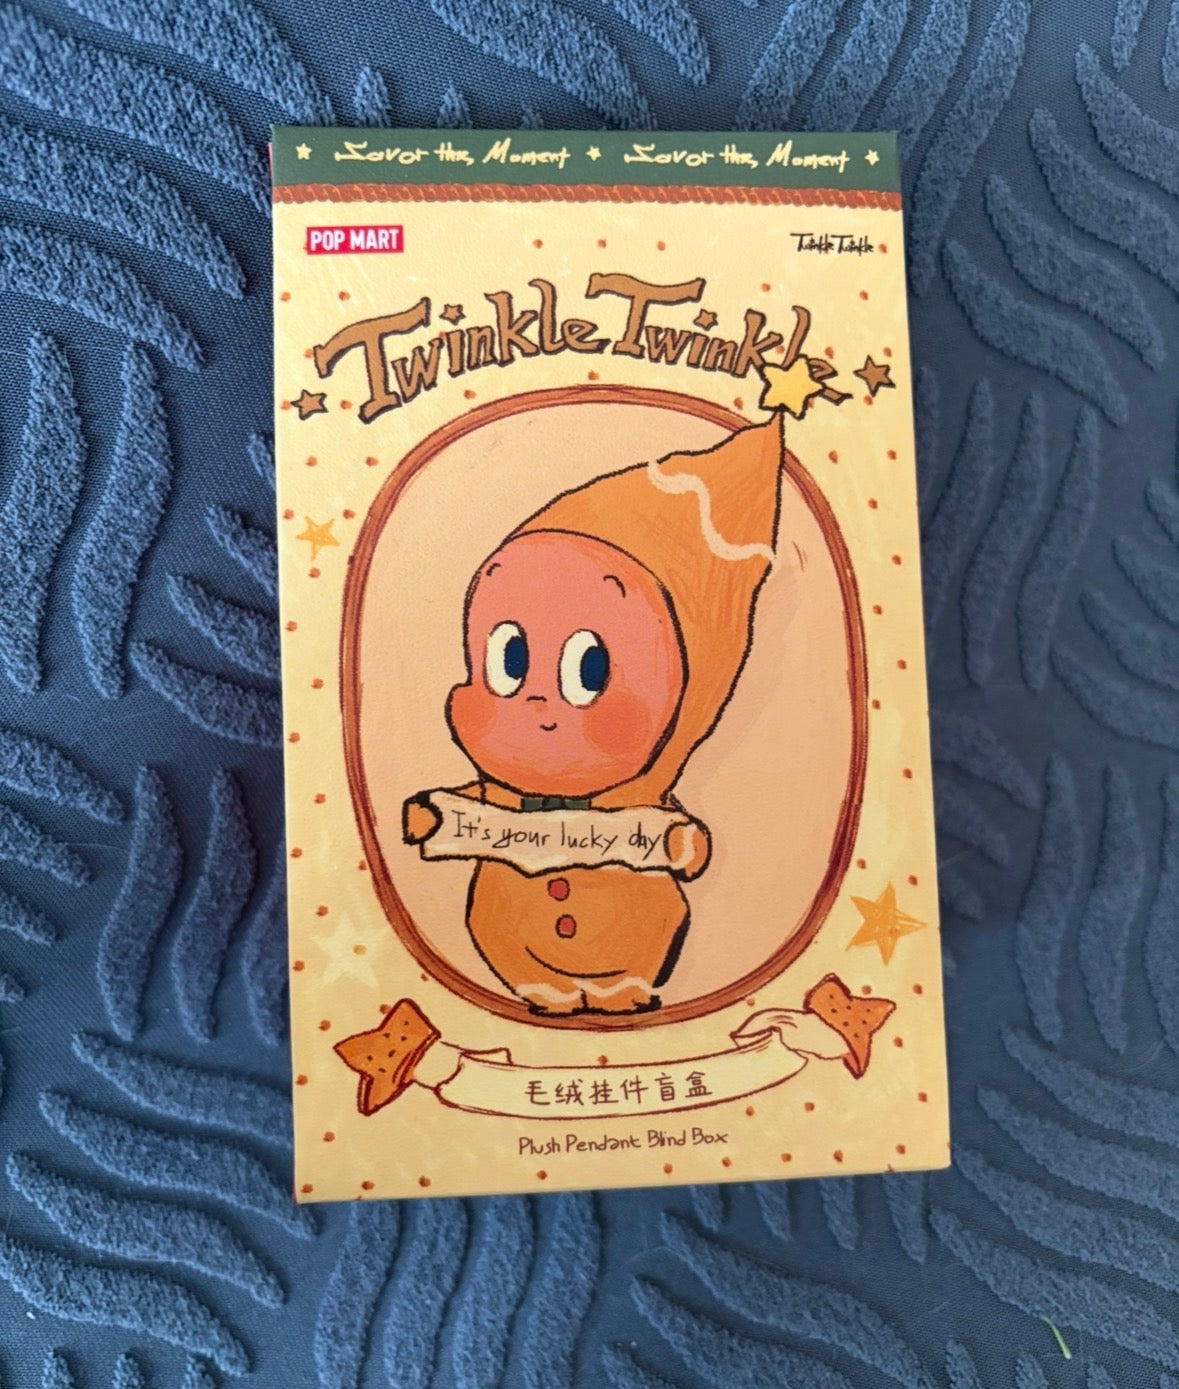 Savor the Moment Savor the Moment
POP MART
Twinkle Twinkle
Twinkle Twinkle
It's your lucky day
毛绒挂件盲盒
Plush Pendant Blind Box